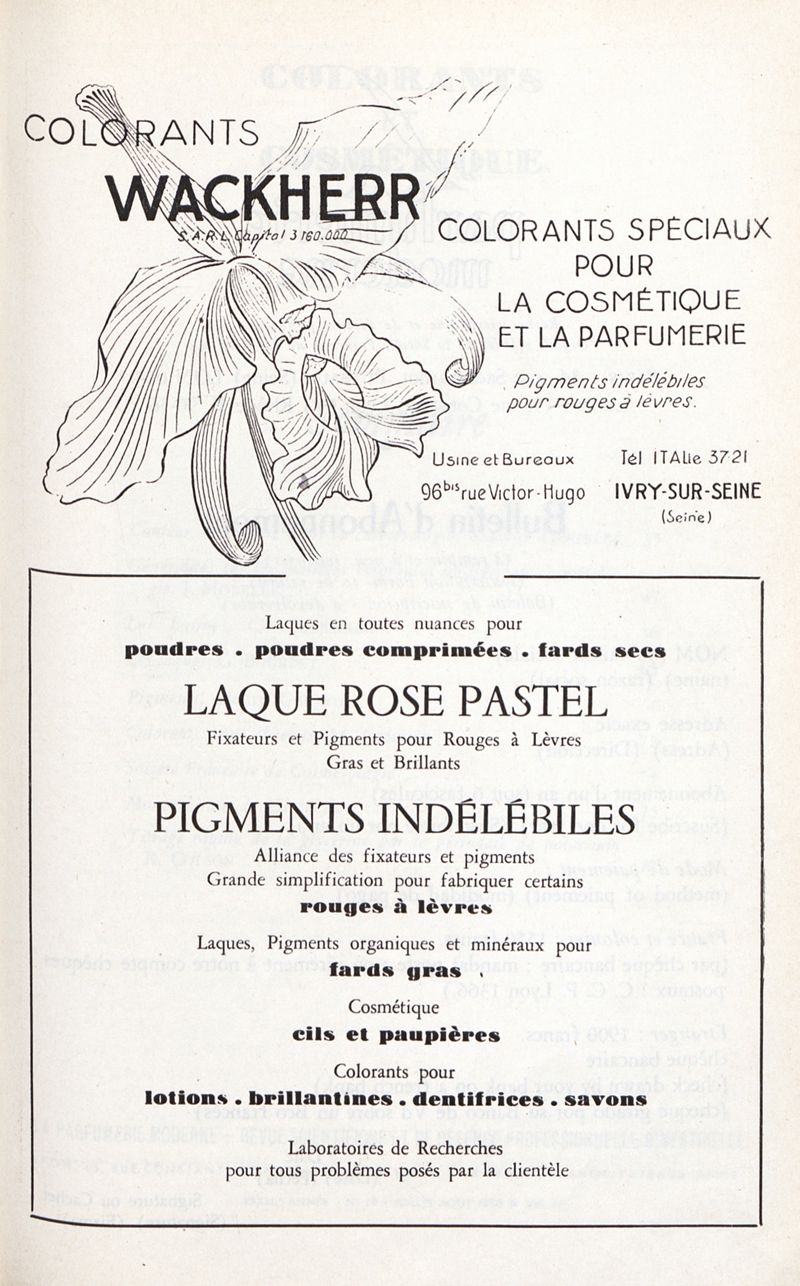 COLORANTS
WACKHERR
S.A.R.L. Capital 3 160.000
COLORANTS SPÉCIAUX
POUR
LA COSMÉTIQUE
ET LA PARFUMERIE
Pigments indélébiles
pour rouges à lèvres.
Usine et Bureaux Tél ITALie 37-21
96bis rue Victor-Hugo IVRY-SUR-SEINE
(Seine)
Laques en toutes nuances pour
poudres . poudres comprimées . fards secs
LAQUE ROSE PASTEL
Fixateurs et Pigments pour Rouges à Lèvres
Gras et Brillants
PIGMENTS INDÉLÉBILES
Alliance des fixateurs et pigments
Grande simplification pour fabriquer certains
rouges à lèvres
Laques, Pigments organiques et minéraux pour
fards gras
Cosmétique
cils et paupières
Colorants pour
lotions . brillantines . dentifrices . savons
Laboratoires de Recherches
pour tous problèmes posés par la clientèle